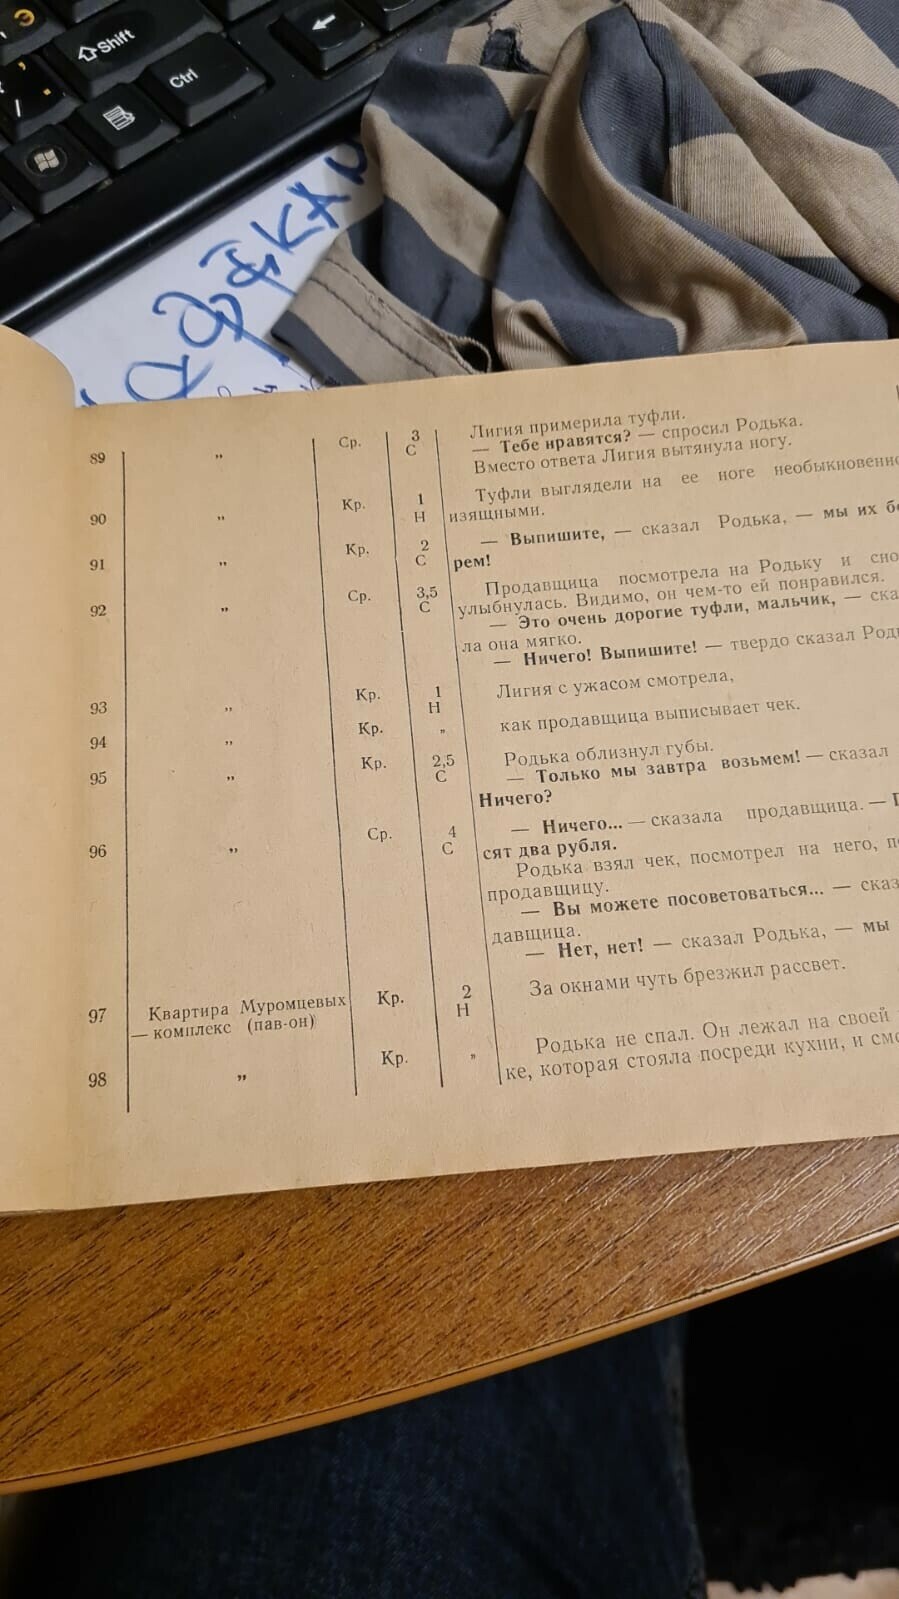 3
Shift
Ctrl
89 „ Ср. 3 С Лигия примерила туфли.
— Тебе нравятся? — спросил Родька.
Вместо ответа Лигия вытянула ногу.
90 „ Кр. 1 Н Туфли выглядели на ее ноге необыкновенно
изящными.
91 „ Кр. 2 С — Выпишите, — сказал Родька, — мы их бе
рем!
92 „ Ср. 3,5 С Продавщица посмотрела на Родьку и сно
улыбнулась. Видимо, он чем-то ей понравился.
— Это очень дорогие туфли, мальчик, — ска
ла она мягко.
— Ничего! Выпишите! — твердо сказал Родь
93 „ Кр. 1 Н Лигия с ужасом смотрела,
94 „ Кр. „ как продавщица выписывает чек.
95 „ Кр. 2,5 С Родька облизнул губы.
— Только мы завтра возьмем! — сказал
Ничего?
96 „ Ср. 4 С — Ничего... — сказала продавщица. —
сят два рубля.
Родька взял чек, посмотрел на него, п
продавщицу.
— Вы можете посоветоваться... — сказ
давщица.
— Нет, нет! — сказал Родька, — мы
97 Квартира Муромцевых Кр. 2 Н За окнами чуть брезжил рассвет.
— комплекс (пав-он)
98 „ Кр. „ Родька не спал. Он лежал на своей
ке, которая стояла посреди кухни, и смо